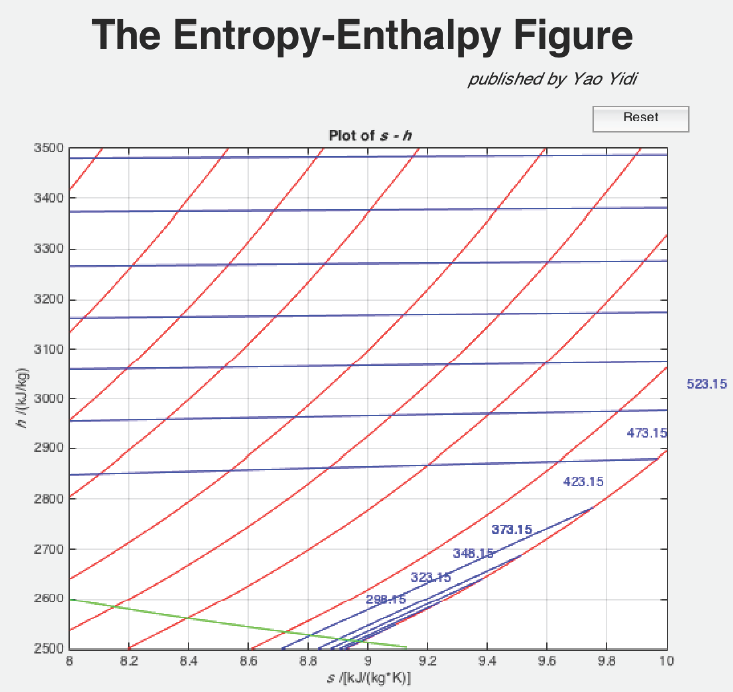 The Entropy-Enthalpy Figure
published by Yao Yidi
Reset
Plot of s - h
3500
3400
3300
3200
3100
3000
2900
2800
2700
2600
2500
h /(kJ/kg)
523.15
473.15
423.15
373.15
348.15
323.15
298.15
8 8.2 8.4 8.6 8.8 9 9.2 9.4 9.6 9.8 10
s /[kJ/(kg*K)]